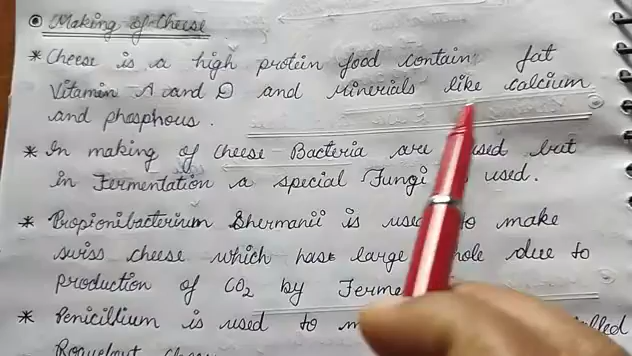 Making of Cheese
* Cheese is a high protein food contain fat
Vitamin A and D and Minerials like calcium
and phosphous.
* In making of Cheese Bacteria are used but
in Fermentation a special Fungi used.
* Propionibacterium Shermanii is used to make
swiss cheese which has large hole due to
production of CO2 by
* Penicillium is used to